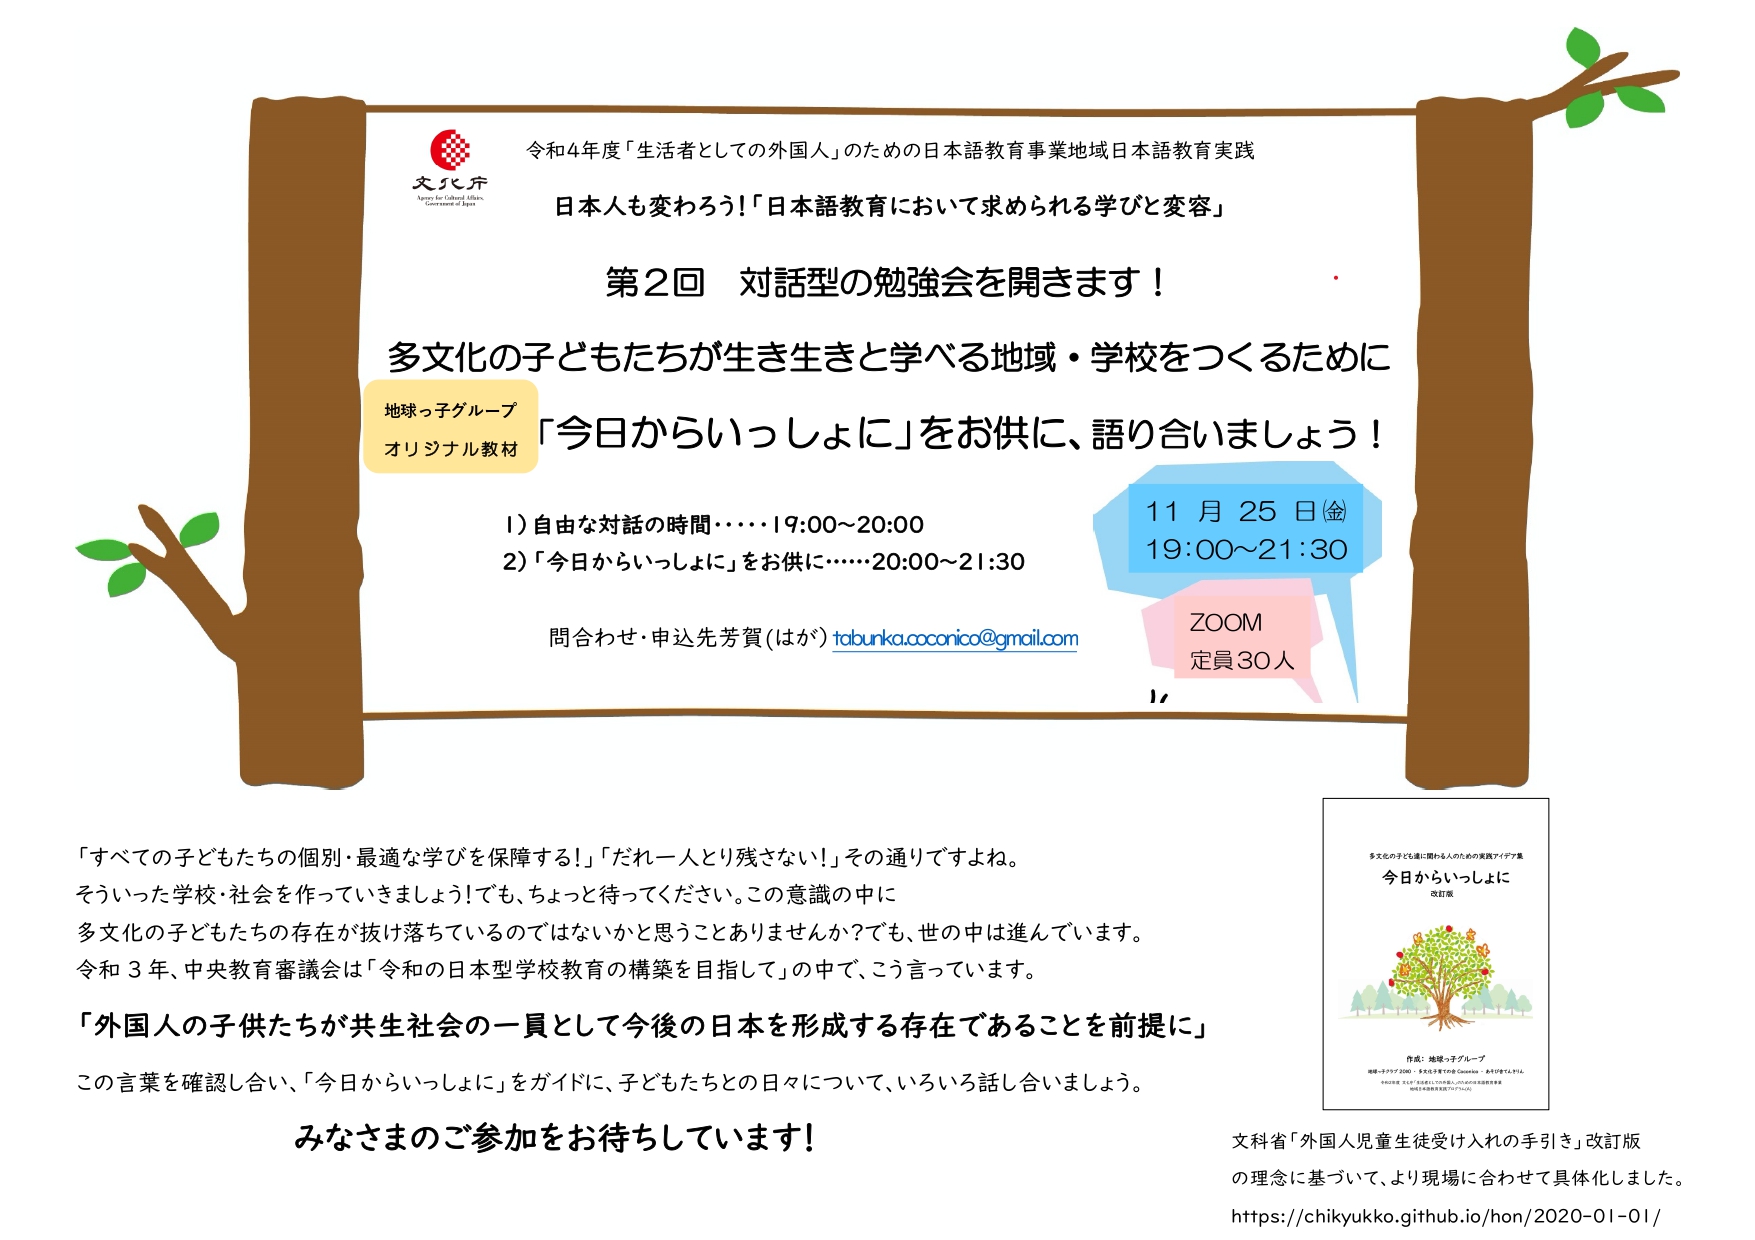 文化庁
Agency for Cultural Affairs,
Government of Japan
令和4年度「生活者としての外国人」のための日本語教育事業地域日本語教育実践
日本人も変わろう!「日本語教育において求められる学びと変容」
第2回　対話型の勉強会を開きます！
多文化の子どもたちが生き生きと学べる地域・学校をつくるために
地球っ子グループ
オリジナル教材
「今日からいっしょに」をお供に、語り合いましょう！
1）自由な対話の時間・・・・・19:00～20:00
2）「今日からいっしょに」をお供に……20:00～21:30
11 月 25 日㈮
19:00～21:30
問合わせ・申込先芳賀(はが) tabunka.coconico@gmail.com
ZOOM
定員30人
「すべての子どもたちの個別・最適な学びを保障する!」「だれ一人とり残さない!」その通りですよね。
そういった学校・社会を作っていきましょう!でも、ちょっと待ってください。この意識の中に
多文化の子どもたちの存在が抜け落ちているのではないかと思うことありませんか?でも、世の中は進んでいます。
令和 3 年、中央教育審議会は「令和の日本型学校教育の構築を目指して」の中で、こう言っています。
「外国人の子供たちが共生社会の一員として今後の日本を形成する存在であることを前提に」
この言葉を確認し合い、「今日からいっしょに」をガイドに、子どもたちとの日々について、いろいろ話し合いましょう。
みなさまのご参加をお待ちしています!
多文化の子ども達に関わる人のための実践アイデア集
今日からいっしょに
改訂版
作成: 地球っ子グループ
地球っ子クラブ2000・多文化子育ての会Coconico・
文科省「外国人児童生徒受け入れの手引き」改訂版
の理念に基づいて、より現場に合わせて具体化しました。
https://chikyukko.github.io/hon/2020-01-01/